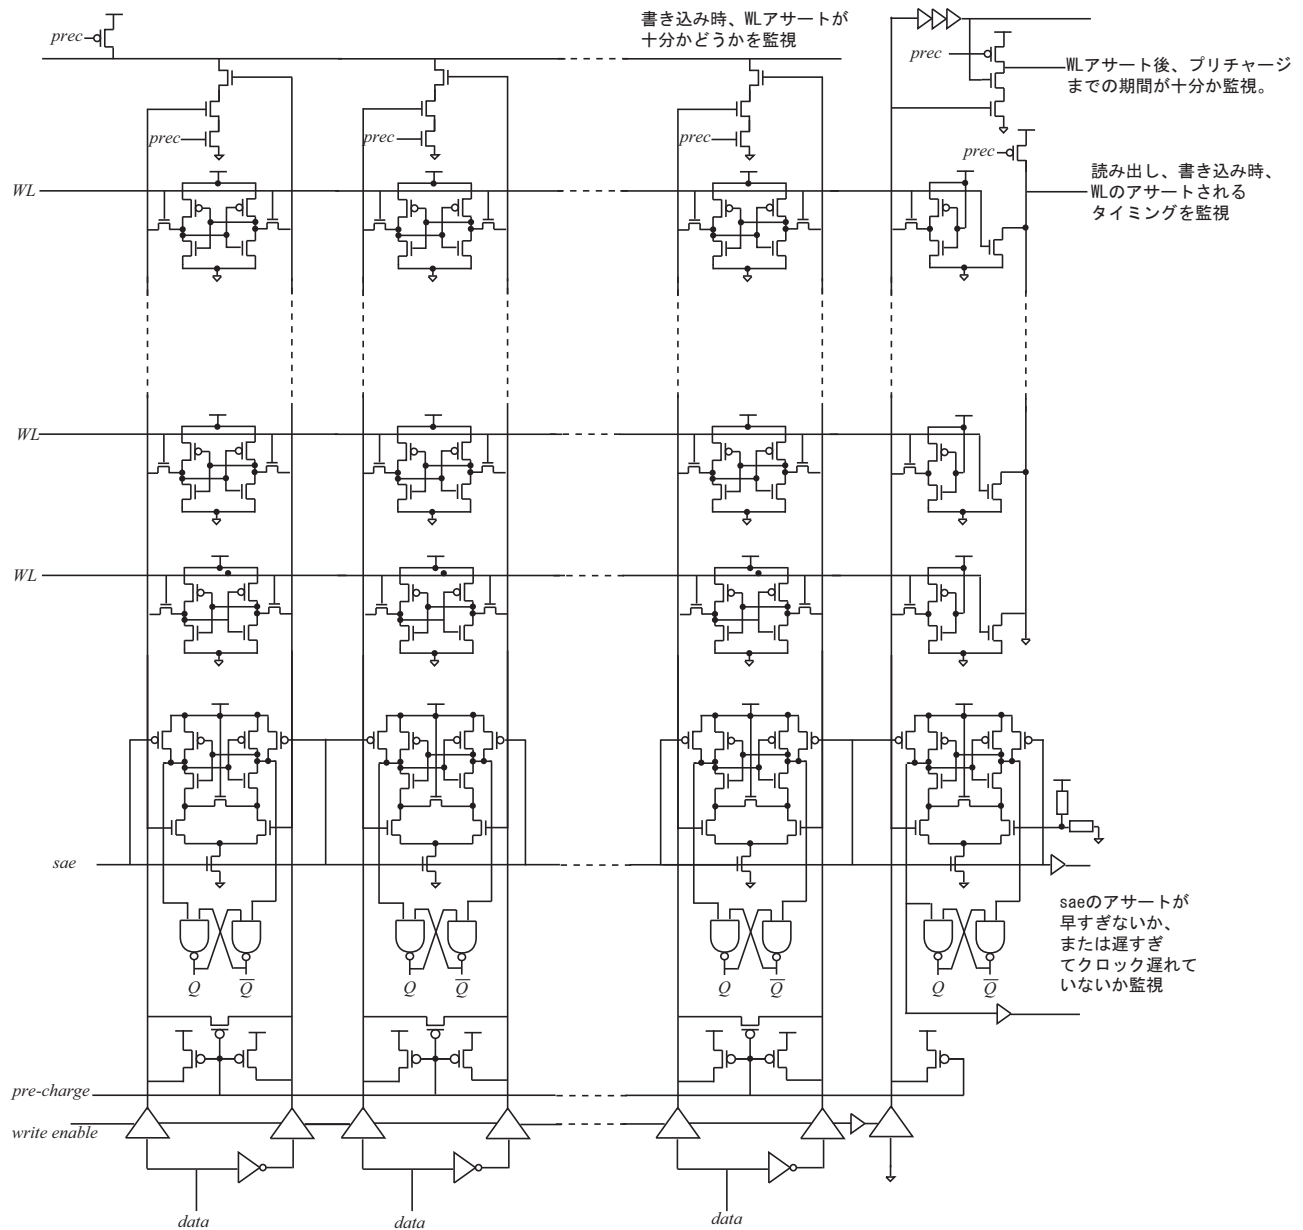 書き込み時、WLアサートが
十分かどうかを監視
prec
prec
WLアサート後、プリチャージ
までの期間が十分か監視。
prec
prec
prec
prec
読み出し、書き込み時、
WLのアサートされる
タイミングを監視
WL
WL
WL
sae
saeのアサートが
早すぎないか、
または遅すぎ
てクロック遅れて
いないか監視
Q Q̅ Q Q̅ Q Q̅ Q Q̅
pre-charge
write enable
data data data